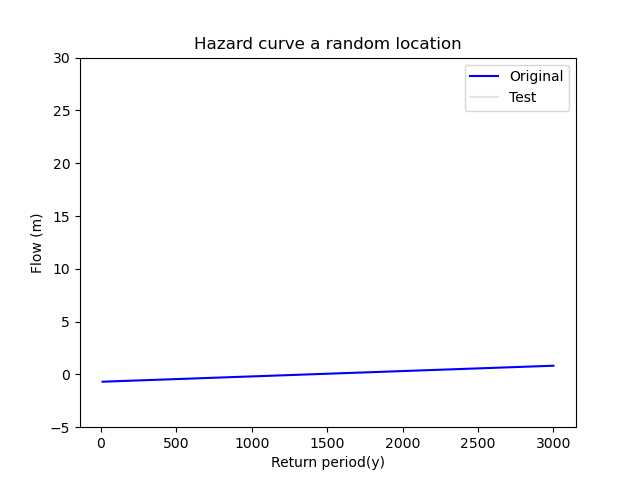 Hazard curve a random location
Original
Test
30
25
20
15
10
5
0
−5
Flow (m)
0 500 1000 1500 2000 2500 3000
Return period(y)